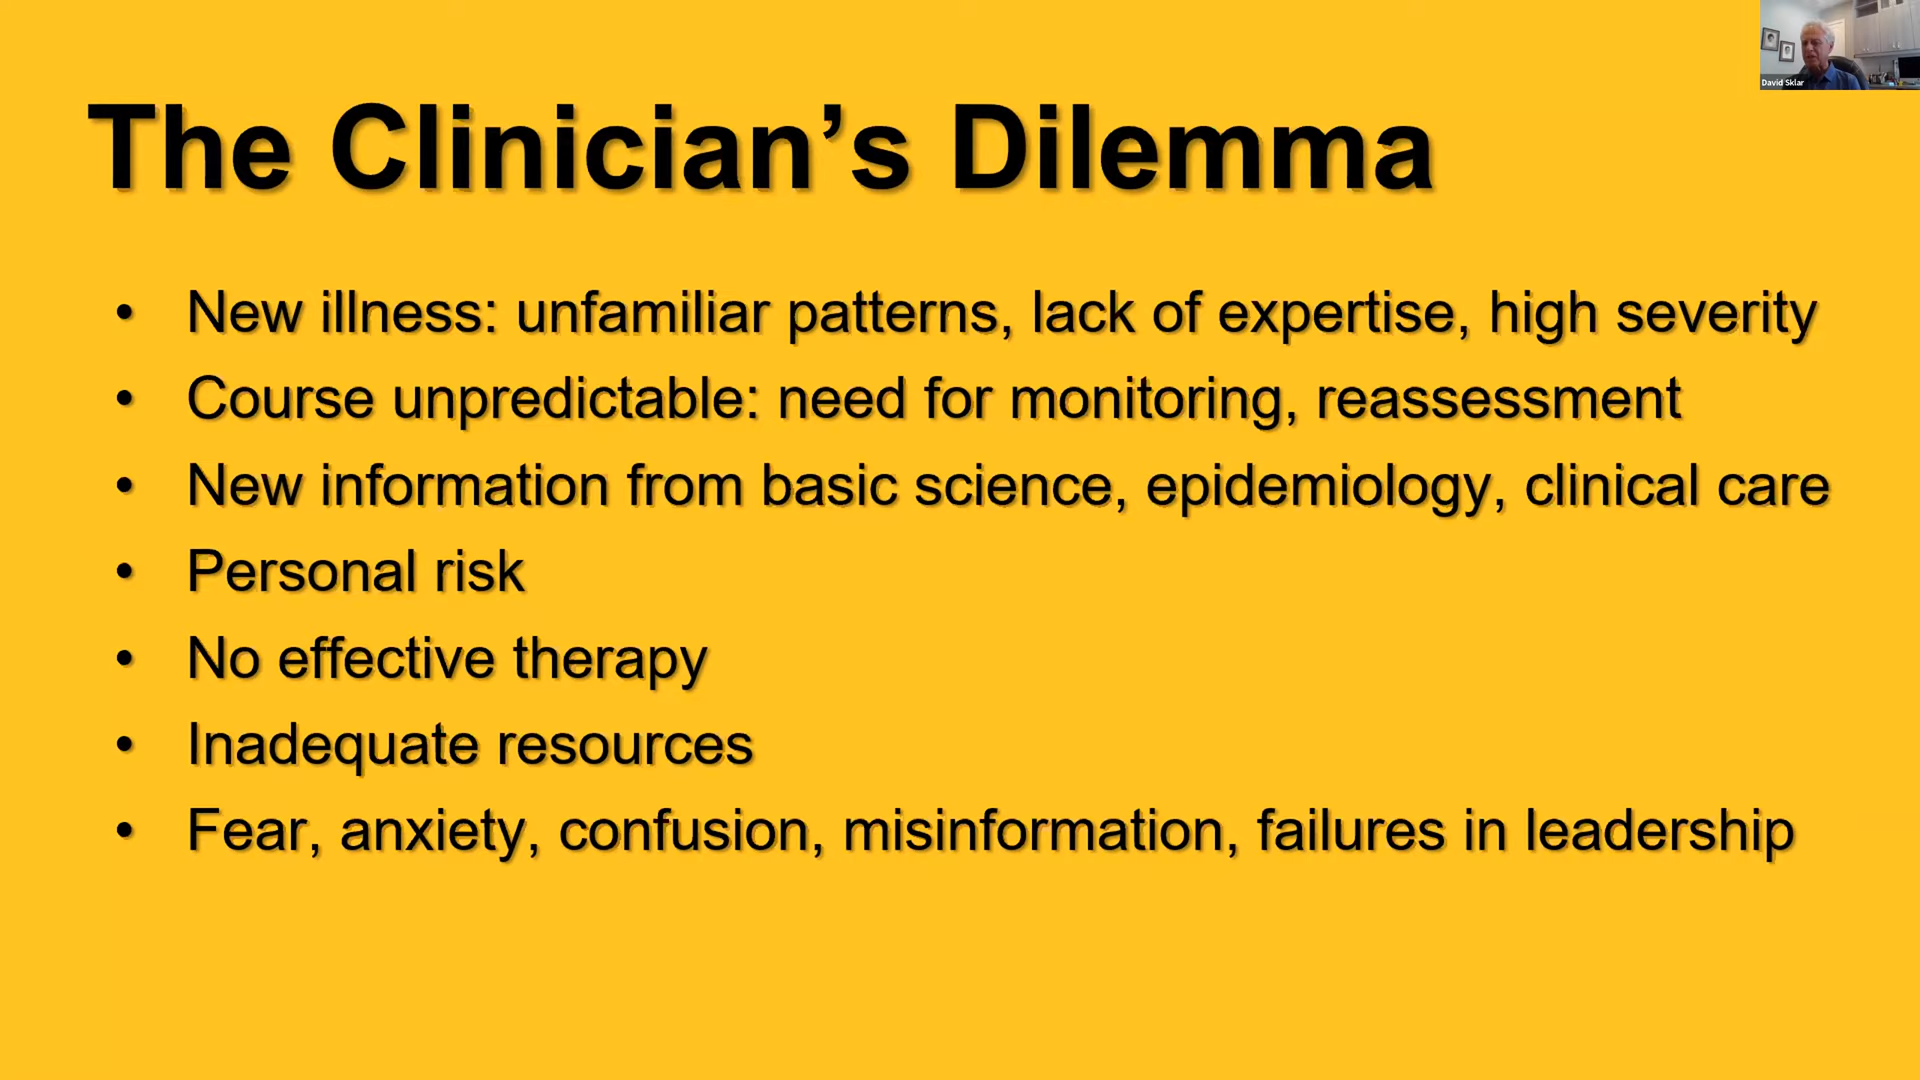 David Sklar
The Clinician’s Dilemma
• New illness: unfamiliar patterns, lack of expertise, high severity
• Course unpredictable: need for monitoring, reassessment
• New information from basic science, epidemiology, clinical care
• Personal risk
• No effective therapy
• Inadequate resources
• Fear, anxiety, confusion, misinformation, failures in leadership